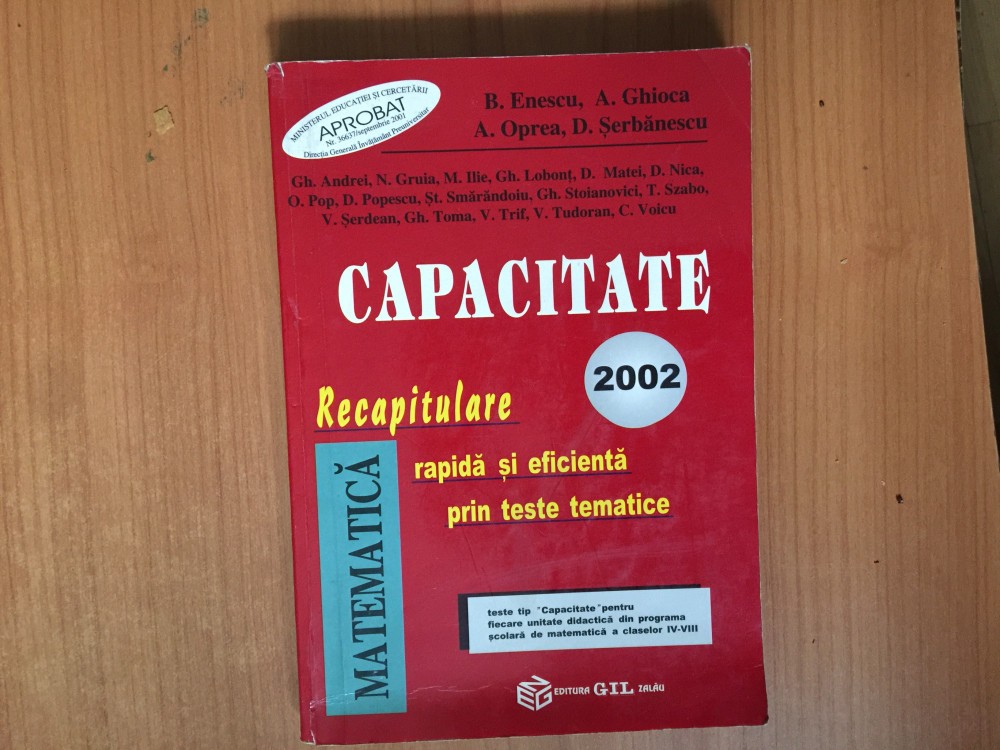 MINISTERUL EDUCAȚIEI ȘI CERCETĂRII
APROBAT
Nr. 36637/septembrie 2001
Direcția Generală Învățământ Preuniversitar
B. Enescu, A. Ghioca
A. Oprea, D. Șerbănescu
Gh. Andrei, N. Gruia, M. Ilie, Gh. Lobonț, D. Matei, D. Nica,
O. Pop, D. Popescu, Șt. Smărăndoiu, Gh. Stoianovici, T. Szabo,
V. Șerdean, Gh. Toma, V. Trif, V. Tudoran, C. Voicu
CAPACITATE
2002
Recapitulare
rapidă și eficientă
prin teste tematice
MATEMATICĂ
teste tip "Capacitate" pentru
fiecare unitate didactică din programa
școlară de matematică a claselor IV-VIII
EDITURA GIL ZALĂU